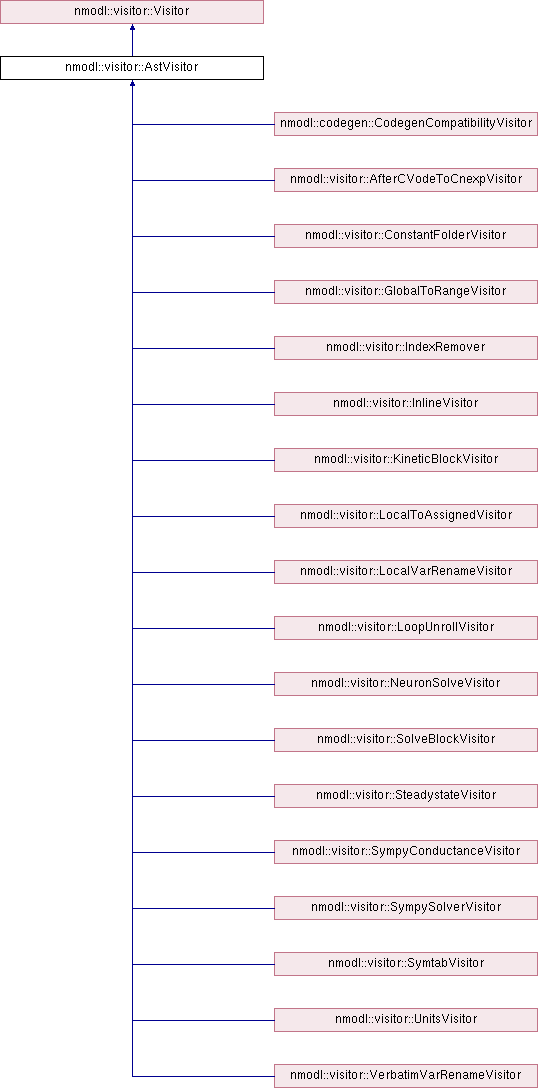 nmodl::visitor::Visitor
nmodl::visitor::AstVisitor
nmodl::codegen::CodegenCompatibilityVisitor
nmodl::visitor::AfterCVodeToCnexpVisitor
nmodl::visitor::ConstantFolderVisitor
nmodl::visitor::GlobalToRangeVisitor
nmodl::visitor::IndexRemover
nmodl::visitor::InlineVisitor
nmodl::visitor::KineticBlockVisitor
nmodl::visitor::LocalToAssignedVisitor
nmodl::visitor::LocalVarRenameVisitor
nmodl::visitor::LoopUnrollVisitor
nmodl::visitor::NeuronSolveVisitor
nmodl::visitor::SolveBlockVisitor
nmodl::visitor::SteadystateVisitor
nmodl::visitor::SympyConductanceVisitor
nmodl::visitor::SympySolverVisitor
nmodl::visitor::SymtabVisitor
nmodl::visitor::UnitsVisitor
nmodl::visitor::VerbatimVarRenameVisitor